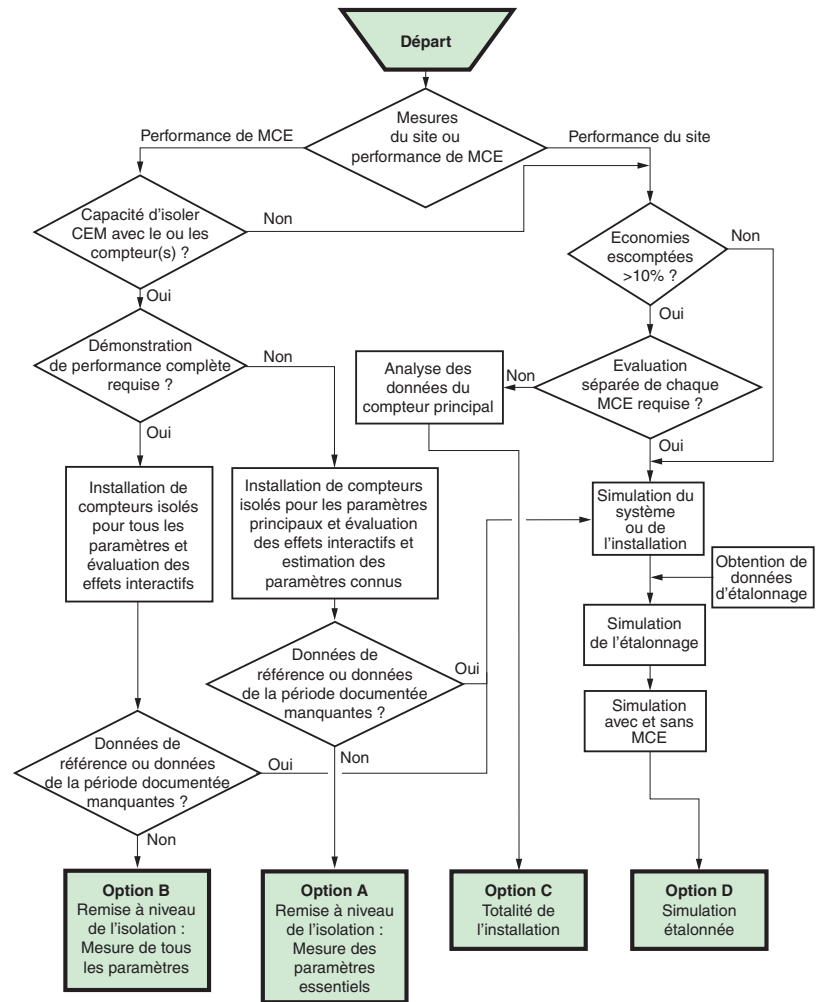 Départ
Mesures
du site ou
performance de MCE
Performance de MCE
Performance du site
Capacité d'isoler
CEM avec le ou les
compteur(s) ?
Non
Oui
Economies
escomptées
>10% ?
Non
Oui
Démonstration
de performance complète
requise ?
Non
Oui
Analyse des
données du
compteur principal
Non
Evaluation
séparée de chaque
MCE requise ?
Oui
Installation de
compteurs isolés
pour tous les
paramètres et
évaluation des
effets interactifs
Installation de compteurs
isolés pour les paramètres
principaux et évaluation
des effets interactifs et
estimation des
paramètres connus
Simulation du
système
ou de
l'installation
Obtention de
données
d'étalonnage
Simulation
de l'étalonnage
Données de
référence ou données
de la période documentée
manquantes ?
Oui
Non
Simulation
avec et sans
MCE
Données de
référence ou données
de la période documentée
manquantes ?
Oui
Non
Option B
Remise à niveau
de l'isolation :
Mesure de tous
les paramètres
Option A
Remise à niveau
de l'isolation :
Mesure des
paramètres
essentiels
Option C
Totalité de
l'installation
Option D
Simulation
étalonnée